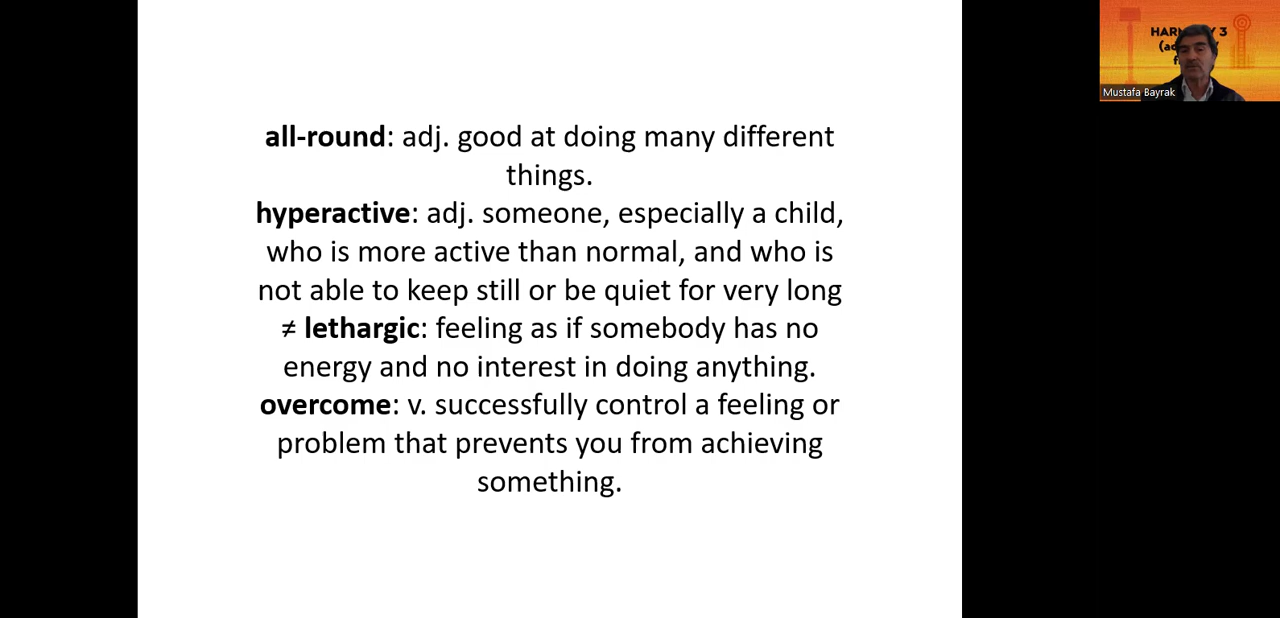 all-round: adj. good at doing many different
things.
hyperactive: adj. someone, especially a child,
who is more active than normal, and who is
not able to keep still or be quiet for very long
≠ lethargic: feeling as if somebody has no
energy and no interest in doing anything.
overcome: v. successfully control a feeling or
problem that prevents you from achieving
something.
3
Mustafa Bayrak